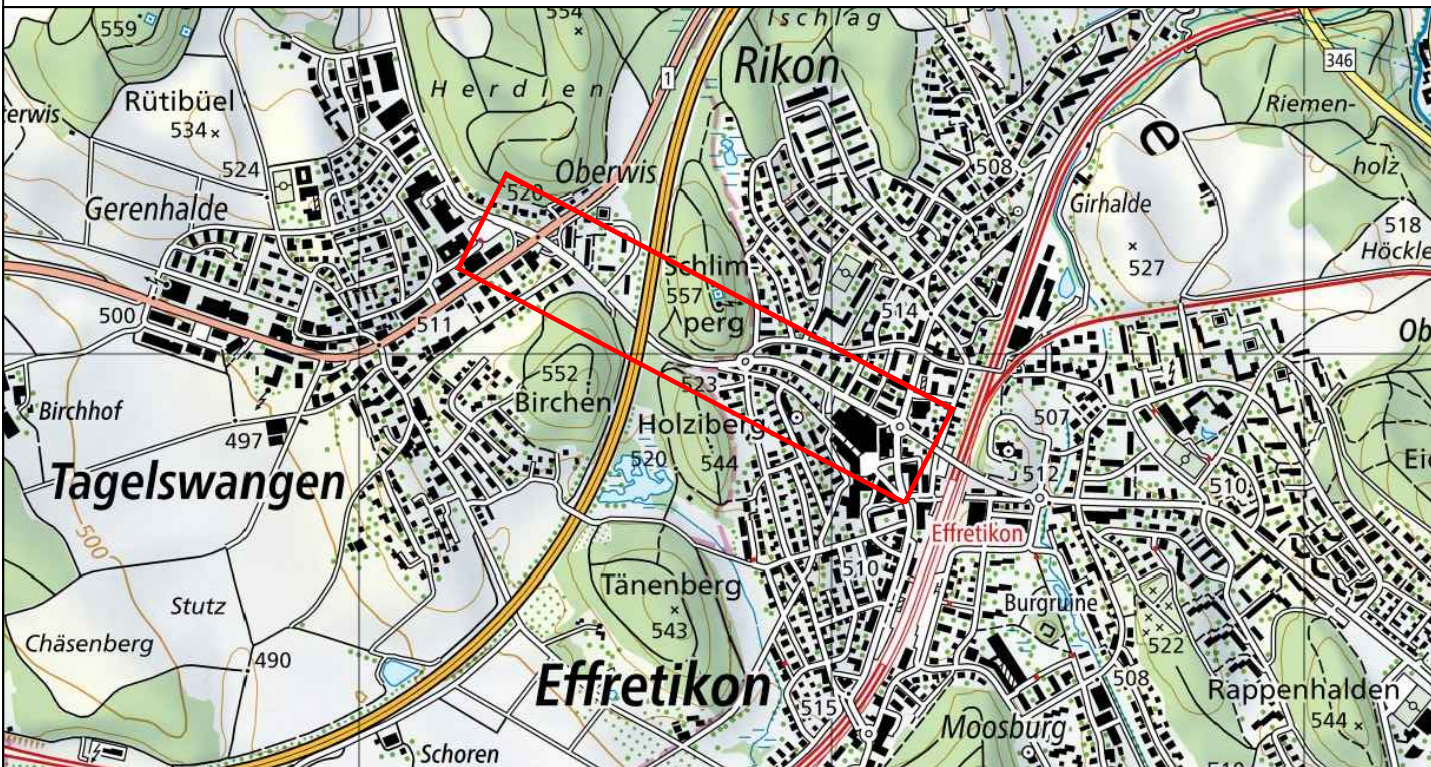 559
554
Ischlag
Rikon
346
Herdlen
1
Rütibüel
534
Riemen-
holz
e
524
Oberwis
508
520
Gerenhalde
Girhalde
518
Höckle
527
Schlim-
557
perg
500
511
514
Ob
552
Birchen
523
Birchhof
Holziberg
507
497
520
544
512
Tagelswangen
Eic
510
500
Effretikon
510
Tänenberg
543
Stutz
Burgruine
522
Chäsenberg
490
Effretikon
508
Rappenhalden
544
515
Moosburg
Schoren